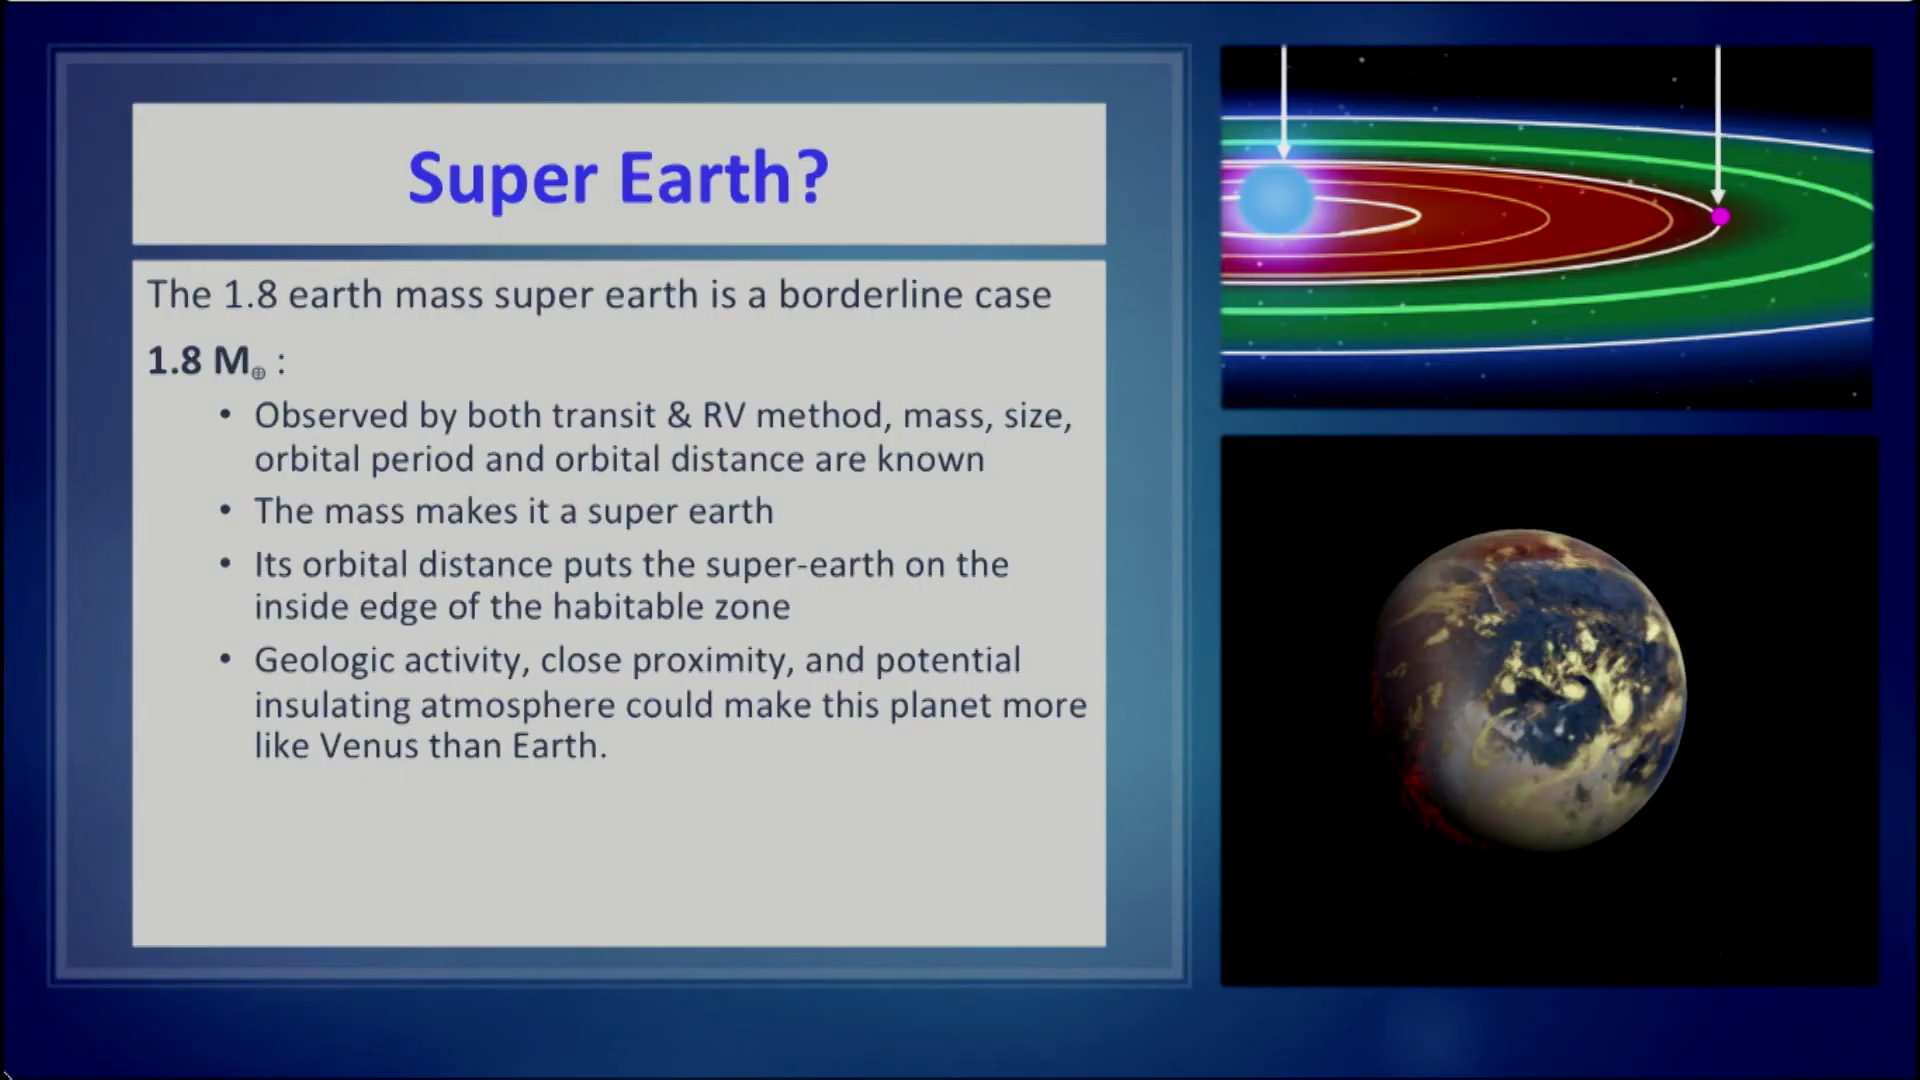 Super Earth?
The 1.8 earth mass super earth is a borderline case
1.8 M⊕ :
• Observed by both transit & RV method, mass, size,
orbital period and orbital distance are known
• The mass makes it a super earth
• Its orbital distance puts the super-earth on the
inside edge of the habitable zone
• Geologic activity, close proximity, and potential
insulating atmosphere could make this planet more
like Venus than Earth.